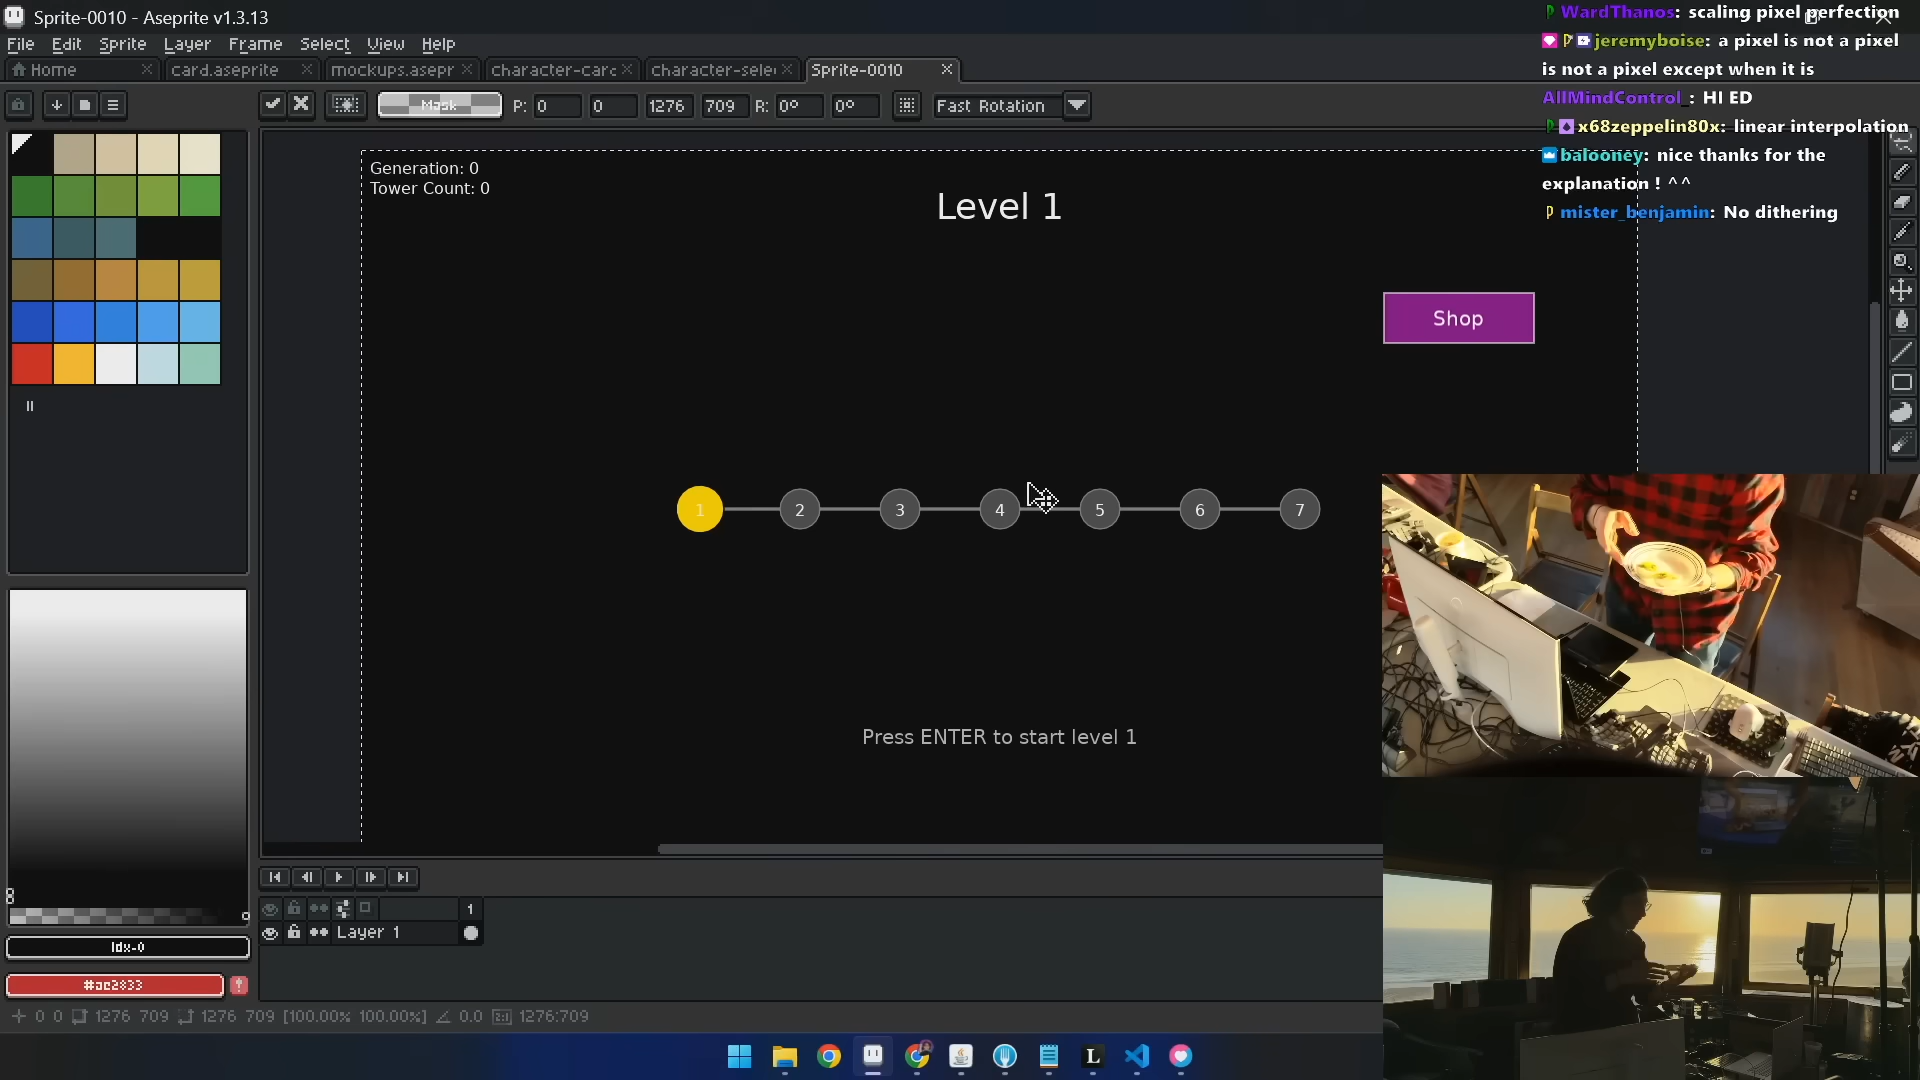 Sprite-0010 - Aseprite v1.3.13
File Edit Sprite Layer Frame Select View Help
Home card.aseprite mockups.asepr character-carc character-sele Sprite-0010
Mask P: 0 0 1276 709 R: 0° 0° Fast Rotation
Generation: 0
Tower Count: 0
Level 1
Shop
1 2 3 4 5 6 7
Press ENTER to start level 1
WardThanos: scaling pixel perfection
jeremyboise: a pixel is not a pixel
is not a pixel except when it is
AllMindControl_: HI ED
x68zeppelin80x: linear interpolation
balooney: nice thanks for the
explanation ! ^^
mister_benjamin: No dithering
1
Layer 1
Idx-0
#ac2833
0 0 1276 709 1276 709 [100.00% 100.00%] 0.0 1276:709
L